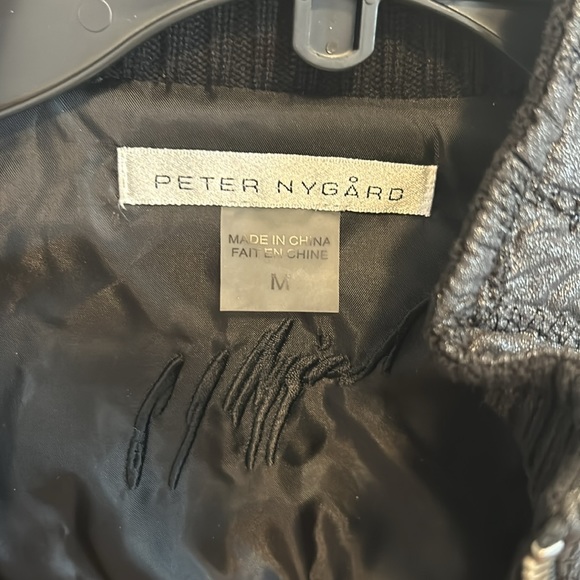 PETER NYGÅRD
MADE IN CHINA
FAIT EN CHINE
M